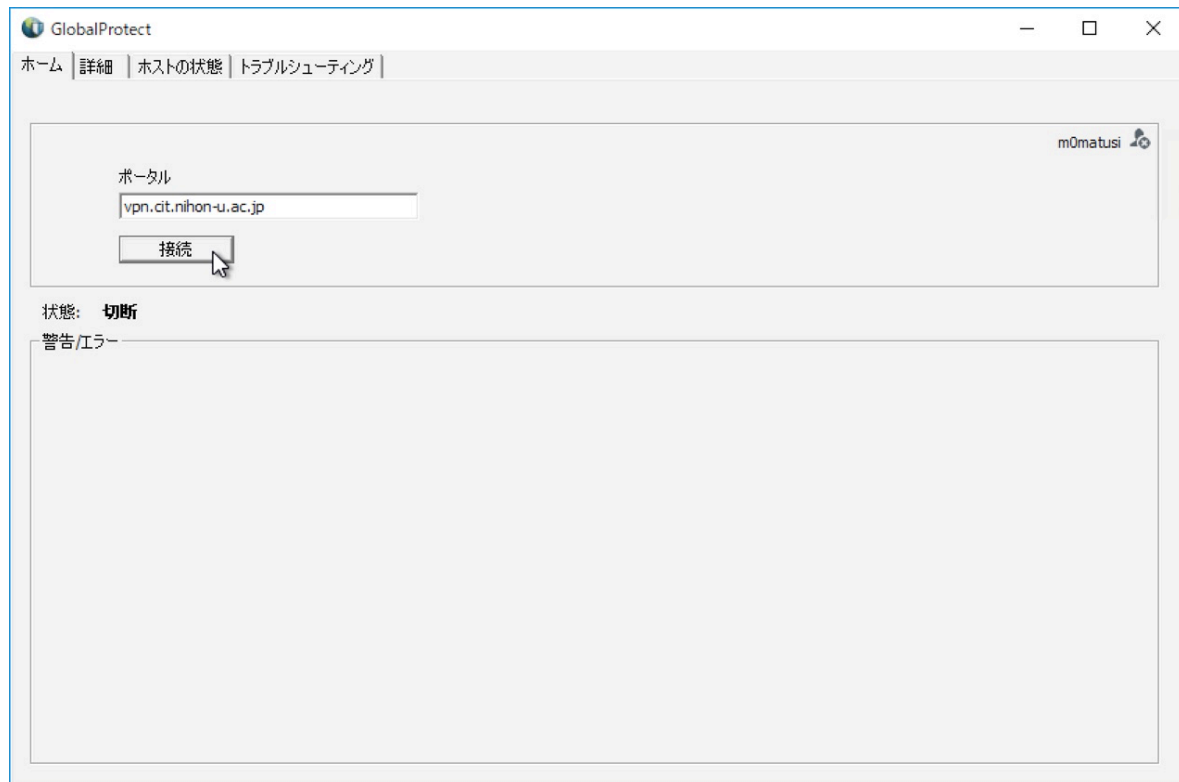 GlobalProtect
ホーム 詳細 ホストの状態 トラブルシューティング
m0matusi
ポータル
vpn.cit.nihon-u.ac.jp
接続
状態: 切断
警告/エラー